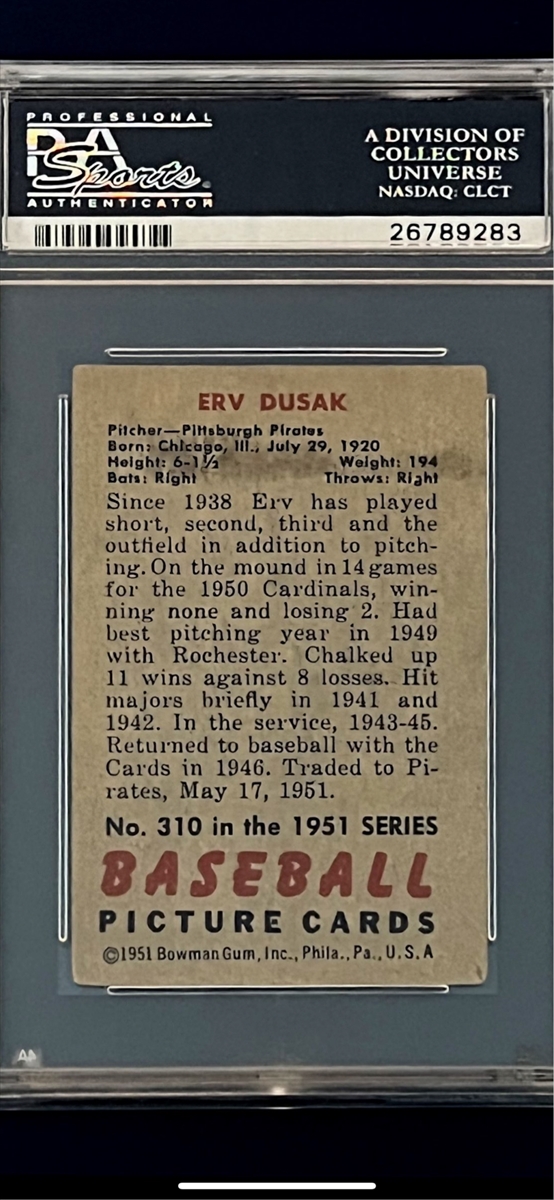 PROFESSIONAL
PSA
Sports
AUTHENTICATOR
A DIVISION OF
COLLECTORS
UNIVERSE
NASDAQ: CLCT
26789283
ERV DUSAK
Pitcher—Pittsburgh Pirates
Born: Chicago, Ill., July 29, 1920
Height: 6-1½ Weight: 194
Bats: Right Throws: Right
Since 1938 Erv has played
short, second, third and the
outfield in addition to pitch-
ing. On the mound in 14 games
for the 1950 Cardinals, win-
ning none and losing 2. Had
best pitching year in 1949
with Rochester. Chalked up
11 wins against 8 losses. Hit
majors briefly in 1941 and
1942. In the service, 1943-45.
Returned to baseball with the
Cards in 1946. Traded to Pi-
rates, May 17, 1951.
No. 310 in the 1951 SERIES
BASEBALL
PICTURE CARDS
©1951 Bowman Gum, Inc., Phila., Pa., U.S.A